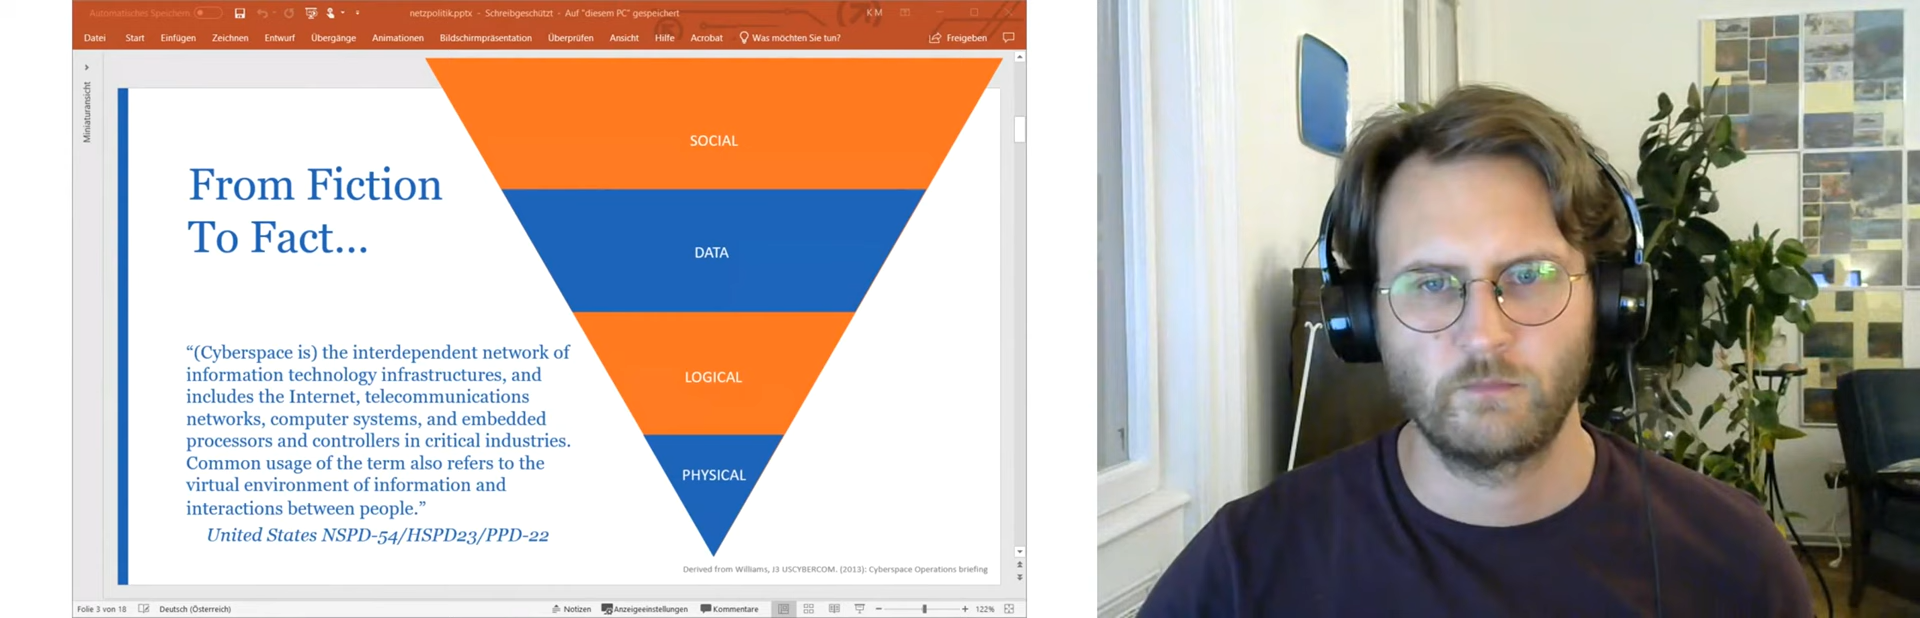 Automatisches Speichern
netzpolitik.pptx - Schreibgeschützt - Auf "diesem PC" gespeichert
K M
Datei Start Einfügen Zeichnen Entwurf Übergänge Animationen Bildschirmpräsentation Überprüfen Ansicht Hilfe Acrobat Was möchten Sie tun? Freigeben
Miniaturansicht
From Fiction
To Fact...
“(Cyberspace is) the interdependent network of
information technology infrastructures, and
includes the Internet, telecommunications
networks, computer systems, and embedded
processors and controllers in critical industries.
Common usage of the term also refers to the
virtual environment of information and
interactions between people.”
United States NSPD-54/HSPD23/PPD-22
SOCIAL
DATA
LOGICAL
PHYSICAL
Derived from Williams, J3 USCYBERCOM. (2013): Cyberspace Operations briefing
Folie 3 von 18 Deutsch (Österreich) Notizen Anzeigeeinstellungen Kommentare 122%